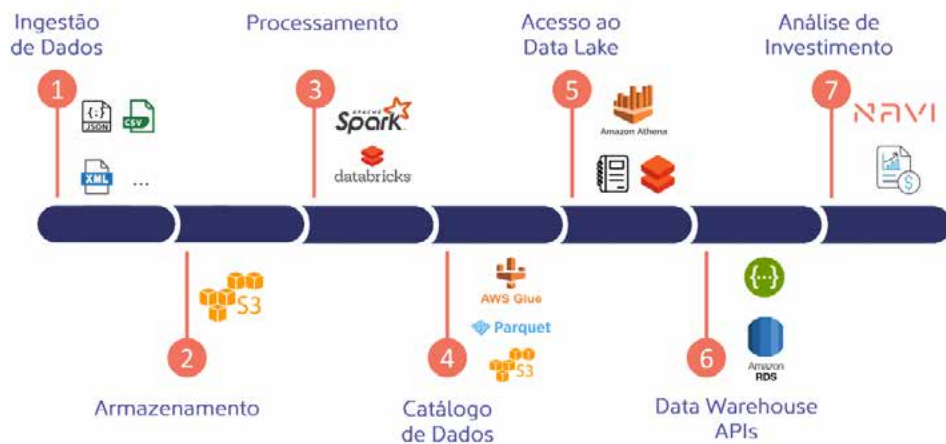 Ingestão
de Dados
1
{:}
JSON
CSV
XML
...
2
S3
Armazenamento
Processamento
3
APACHE
Spark
databricks
4
AWS Glue
Parquet
S3
Catálogo
de Dados
Acesso ao
Data Lake
5
Amazon Athena
6
{...}
Amazon
RDS
Data Warehouse
APIs
Análise de
Investimento
7
NAVI
$